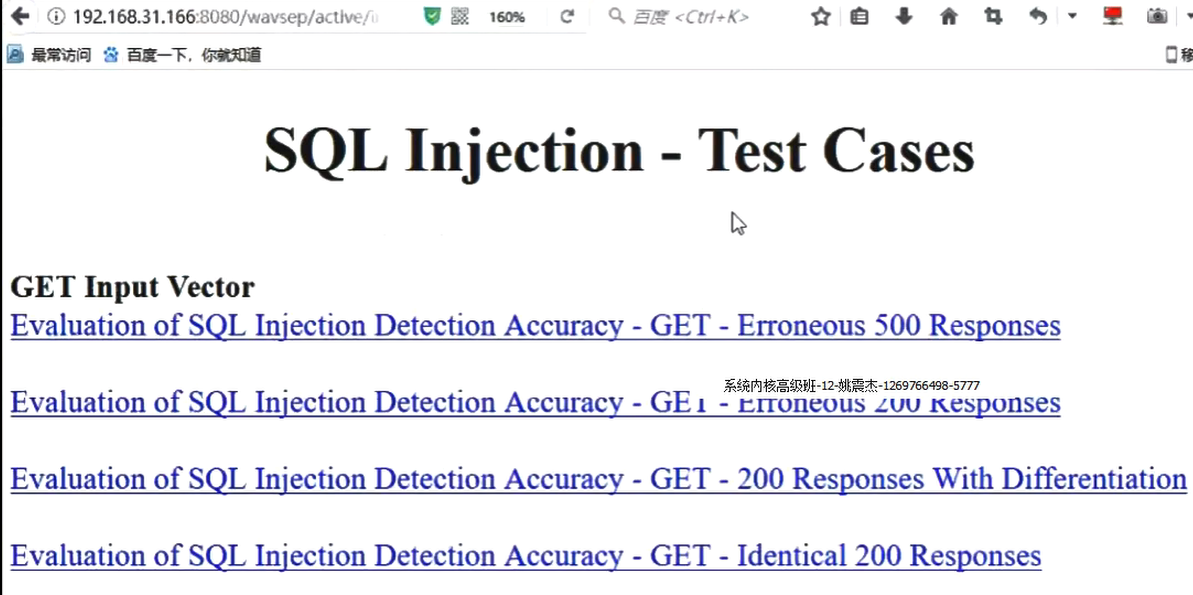 192.168.31.166:8080/wavsep/active/i 160% 百度 <Ctrl+K>
最常访问 百度一下，你就知道 移
SQL Injection - Test Cases
GET Input Vector
Evaluation of SQL Injection Detection Accuracy - GET - Erroneous 500 Responses
系统内核高级班-12-姚震杰-1269766498-5777
Evaluation of SQL Injection Detection Accuracy - GET - Erroneous 200 Responses
Evaluation of SQL Injection Detection Accuracy - GET - 200 Responses With Differentiation
Evaluation of SQL Injection Detection Accuracy - GET - Identical 200 Responses